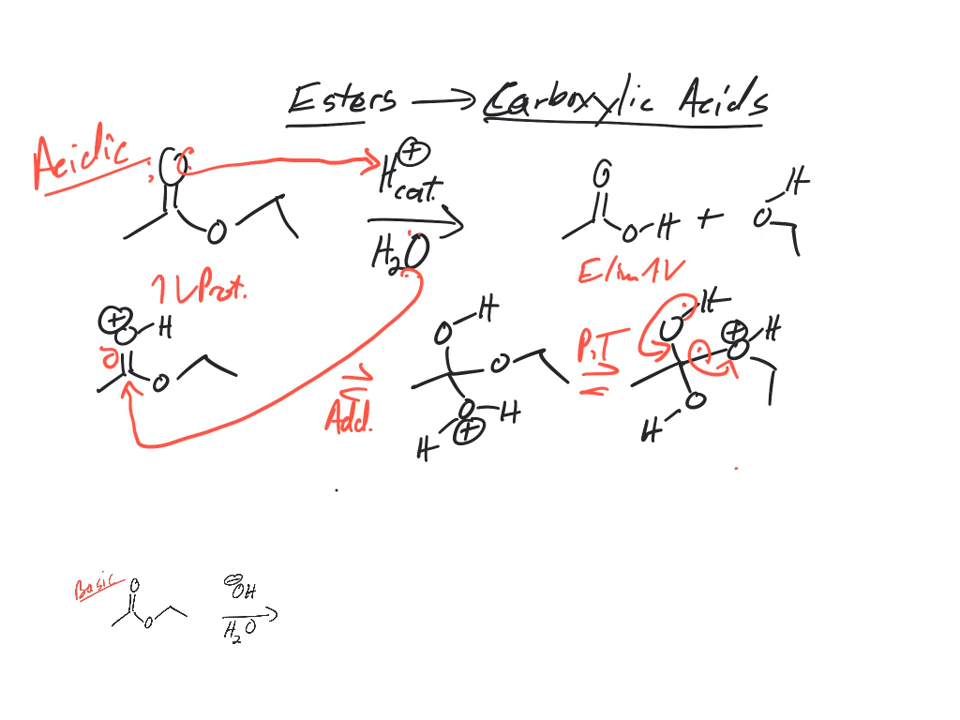 Esters → Carboxylic Acids
Acidic
:O H⊕ cat. O H
O H₂O O-H + O
1) Prot. Elim
⊕ O-H O H O H ⊕ O H
O O P.T
Add. O-H O
H ⊕ H
Basic O ⊖OH
O H₂O